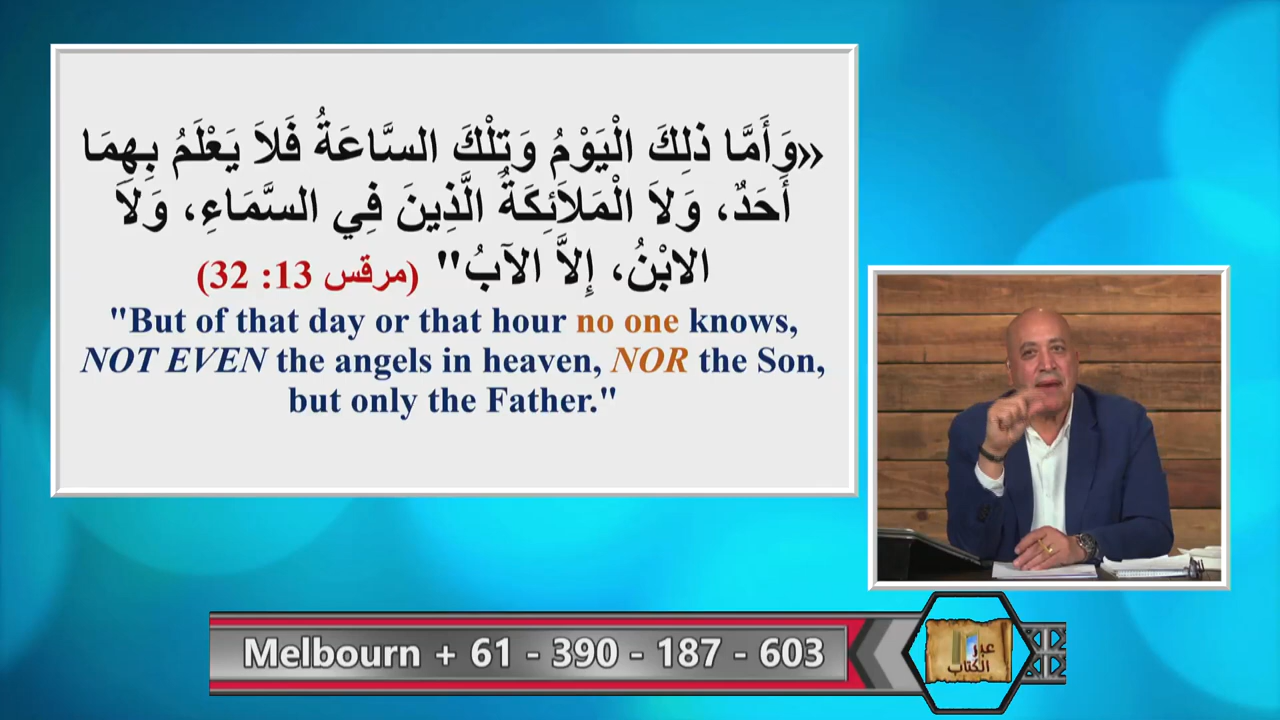 «وَأَمَّا ذلِكَ الْيَوْمُ وَتِلْكَ السَّاعَةُ فَلاَ يَعْلَمُ بِهِمَا
أَحَدٌ، وَلاَ الْمَلاَئِكَةُ الَّذِينَ فِي السَّمَاءِ، وَلاَ
الابْنُ، إِلاَّ الآبُ" (مرقس 13: 32)
"But of that day or that hour no one knows,
NOT EVEN the angels in heaven, NOR the Son,
but only the Father."
Melbourn + 61 - 390 - 187 - 603
عبر
الكتاب